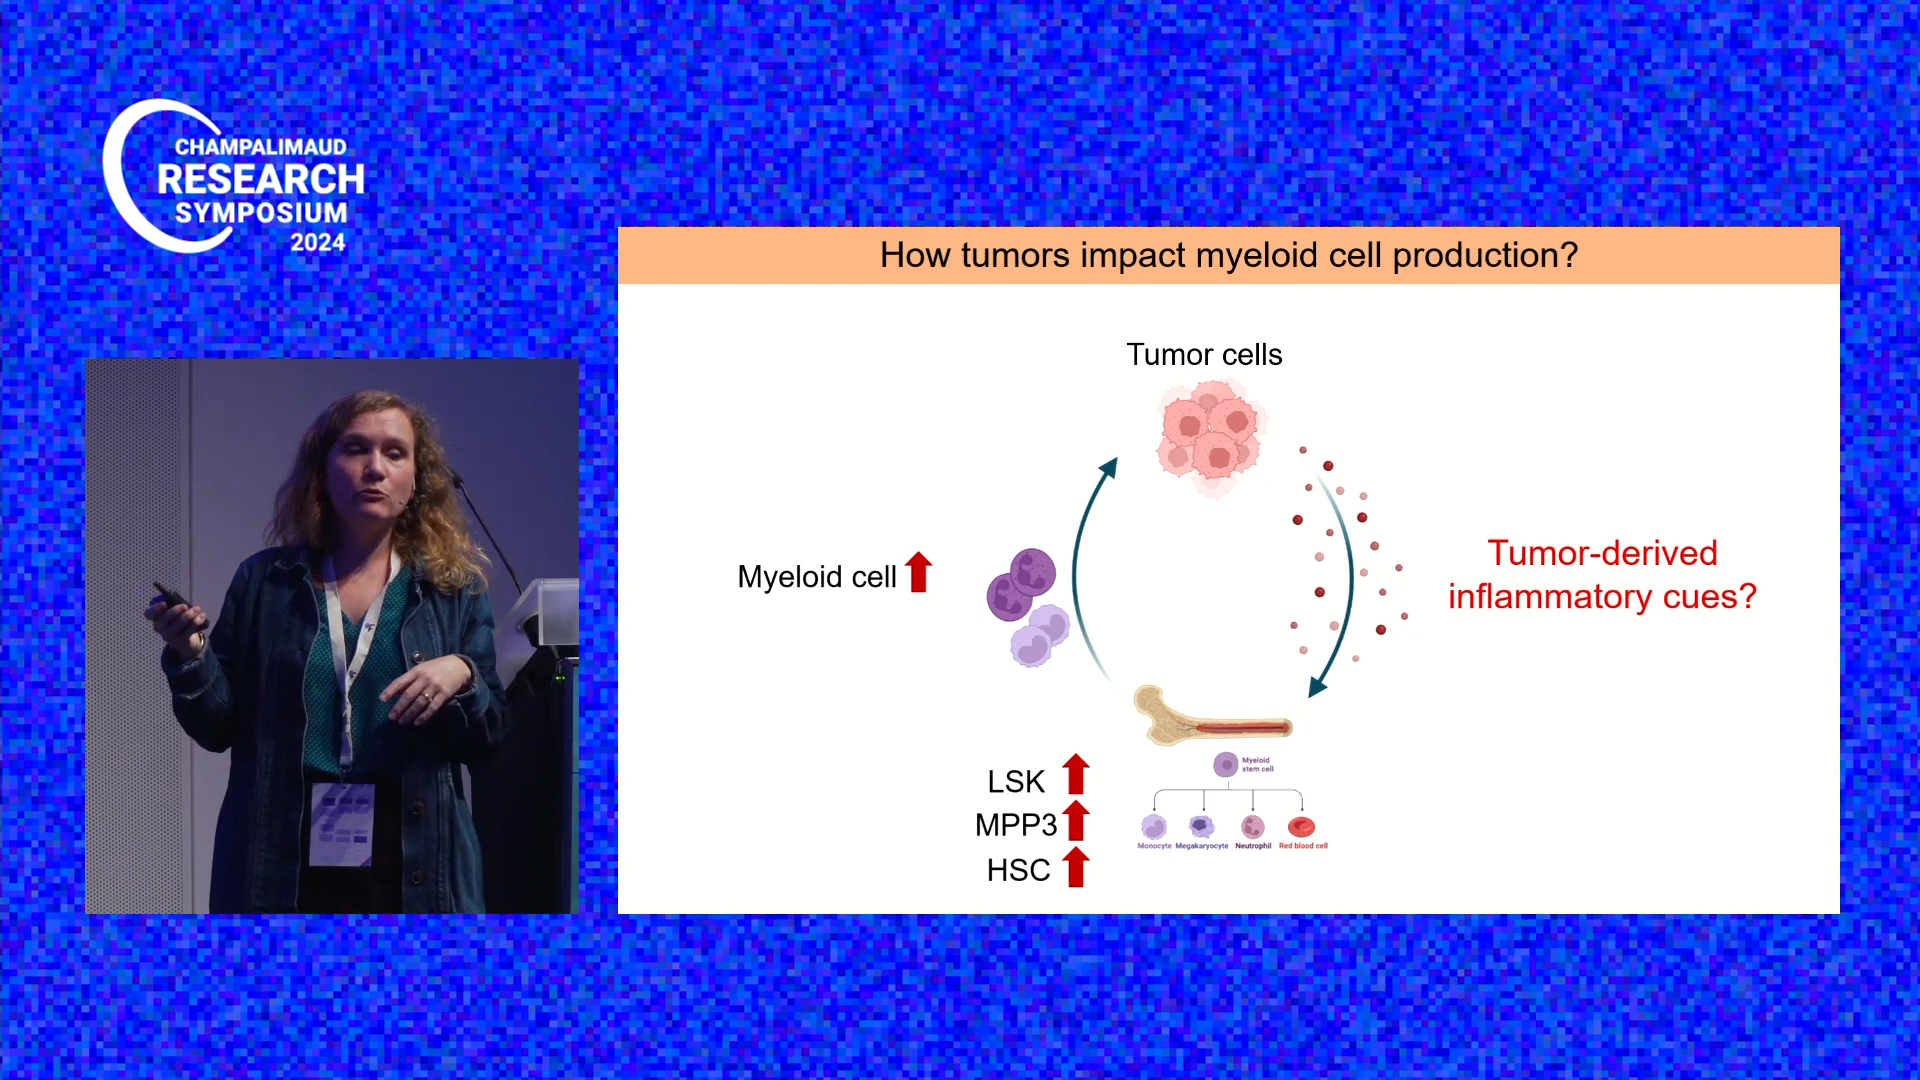 CHAMPALIMAUD
RESEARCH
SYMPOSIUM
2024
How tumors impact myeloid cell production?
Tumor cells
Tumor-derived
inflammatory cues?
Myeloid cell
LSK
MPP3
HSC
Myeloid
stem cell
Monocyte Megakaryocyte Neutrophil Red blood cell